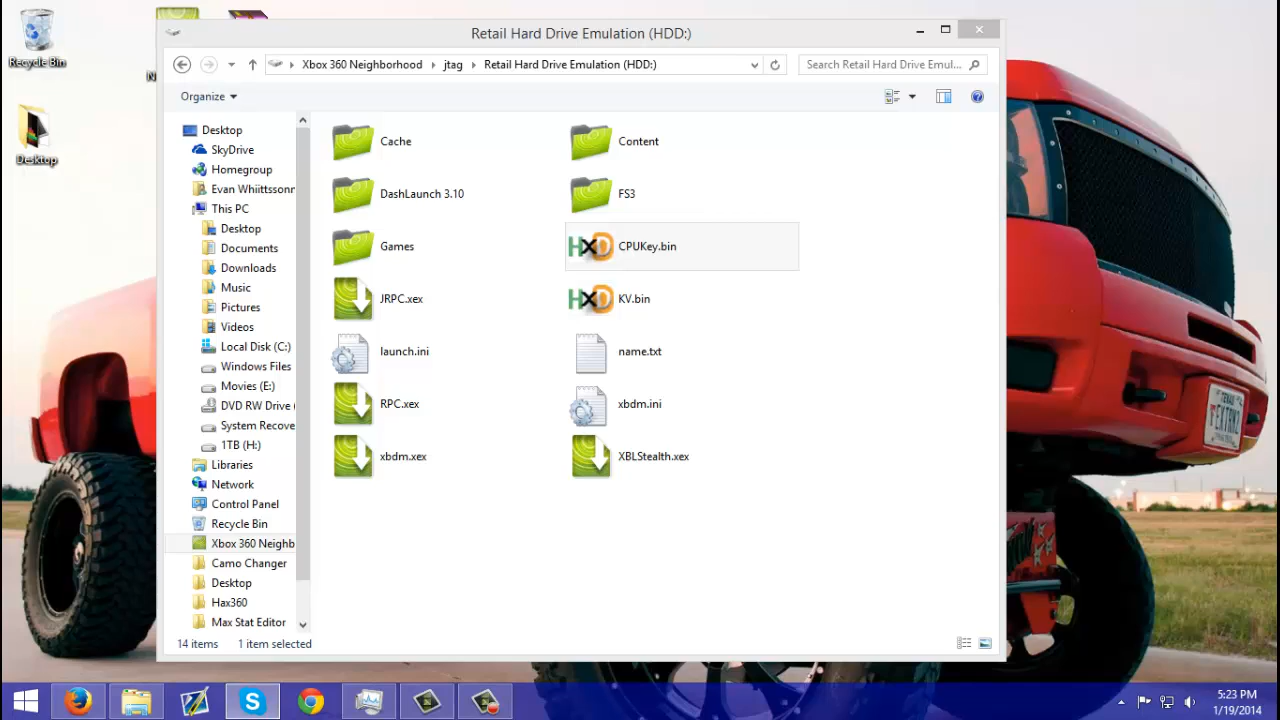 Retail Hard Drive Emulation (HDD:)
Recycle Bin
Desktop
N
Xbox 360 Neighborhood
jtag
Retail Hard Drive Emulation (HDD:)
Search Retail Hard Drive Emul...
Organize
Desktop
SkyDrive
Homegroup
Evan Whiittsonn
This PC
Desktop
Documents
Downloads
Music
Pictures
Videos
Local Disk (C:)
Windows Files
Movies (E:)
DVD RW Drive (
System Recove
1TB (H:)
Libraries
Network
Control Panel
Recycle Bin
Xbox 360 Neighb
Camo Changer
Desktop
Hax360
Max Stat Editor
Cache
Content
DashLaunch 3.10
FS3
Games
HXD
CPUKey.bin
JRPC.xex
HXD
KV.bin
launch.ini
name.txt
RPC.xex
xbdm.ini
xbdm.xex
XBLStealth.xex
14 items
1 item selected
TEXAS
5:23 PM
1/19/2014